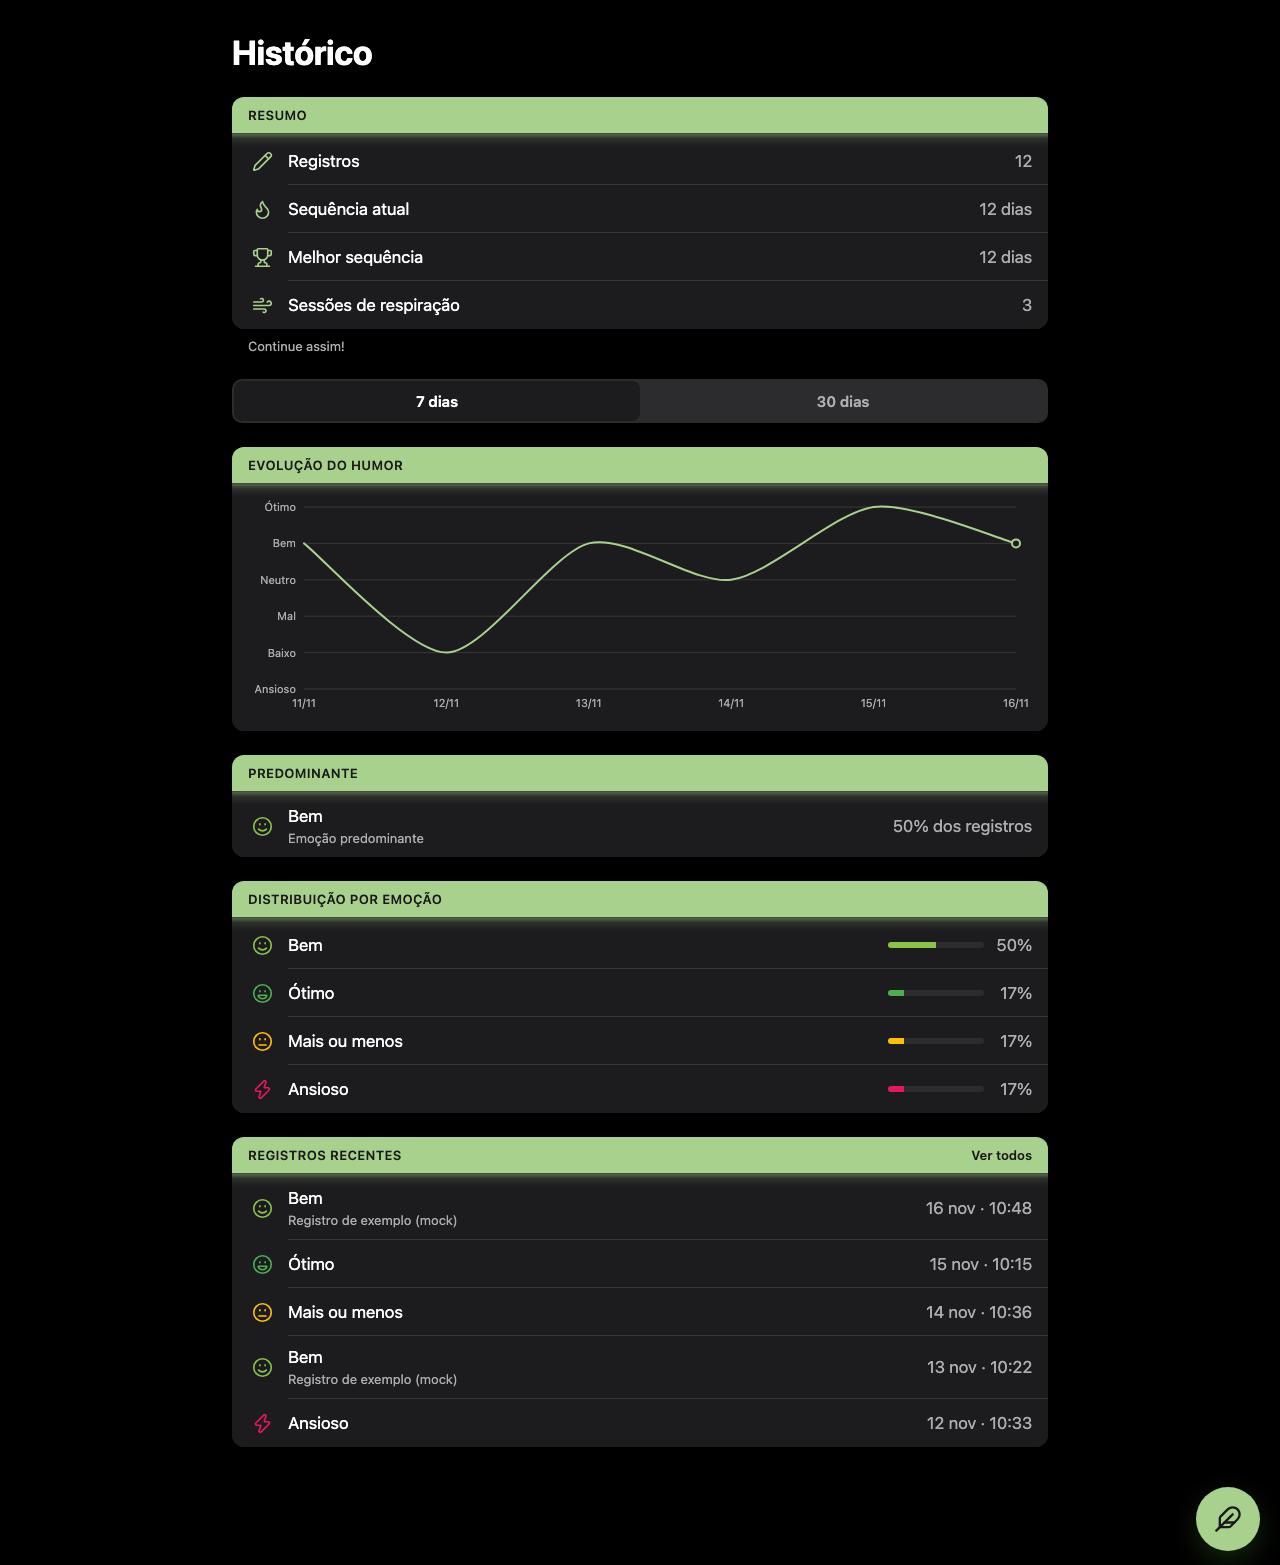 Histórico
RESUMO
Registros 12
Sequência atual 12 dias
Melhor sequência 12 dias
Sessões de respiração 3
Continue assim!
7 dias 30 dias
EVOLUÇÃO DO HUMOR
Ótimo
Bem
Neutro
Mal
Baixo
Ansioso
11/11 12/11 13/11 14/11 15/11 16/11
PREDOMINANTE
Bem
Emoção predominante
50% dos registros
DISTRIBUIÇÃO POR EMOÇÃO
Bem 50%
Ótimo 17%
Mais ou menos 17%
Ansioso 17%
REGISTROS RECENTES Ver todos
Bem
Registro de exemplo (mock)
16 nov · 10:48
Ótimo 15 nov · 10:15
Mais ou menos 14 nov · 10:36
Bem
Registro de exemplo (mock)
13 nov · 10:22
Ansioso 12 nov · 10:33